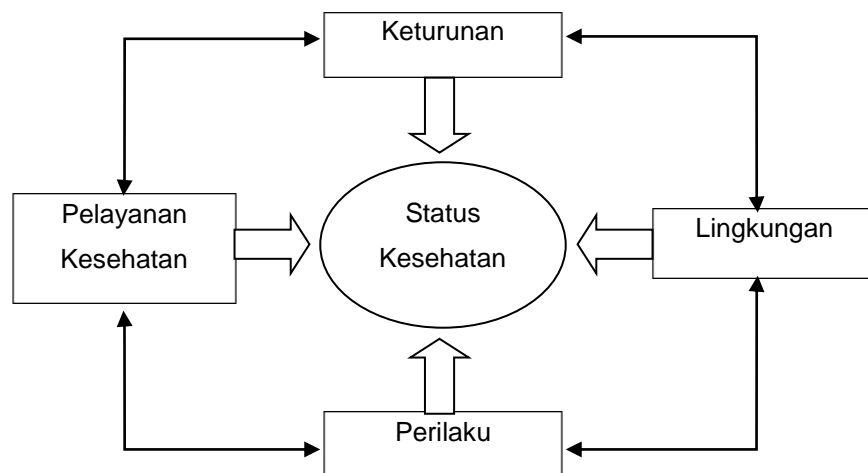 Keturunan
Pelayanan
Kesehatan
Status
Kesehatan
Lingkungan
Perilaku